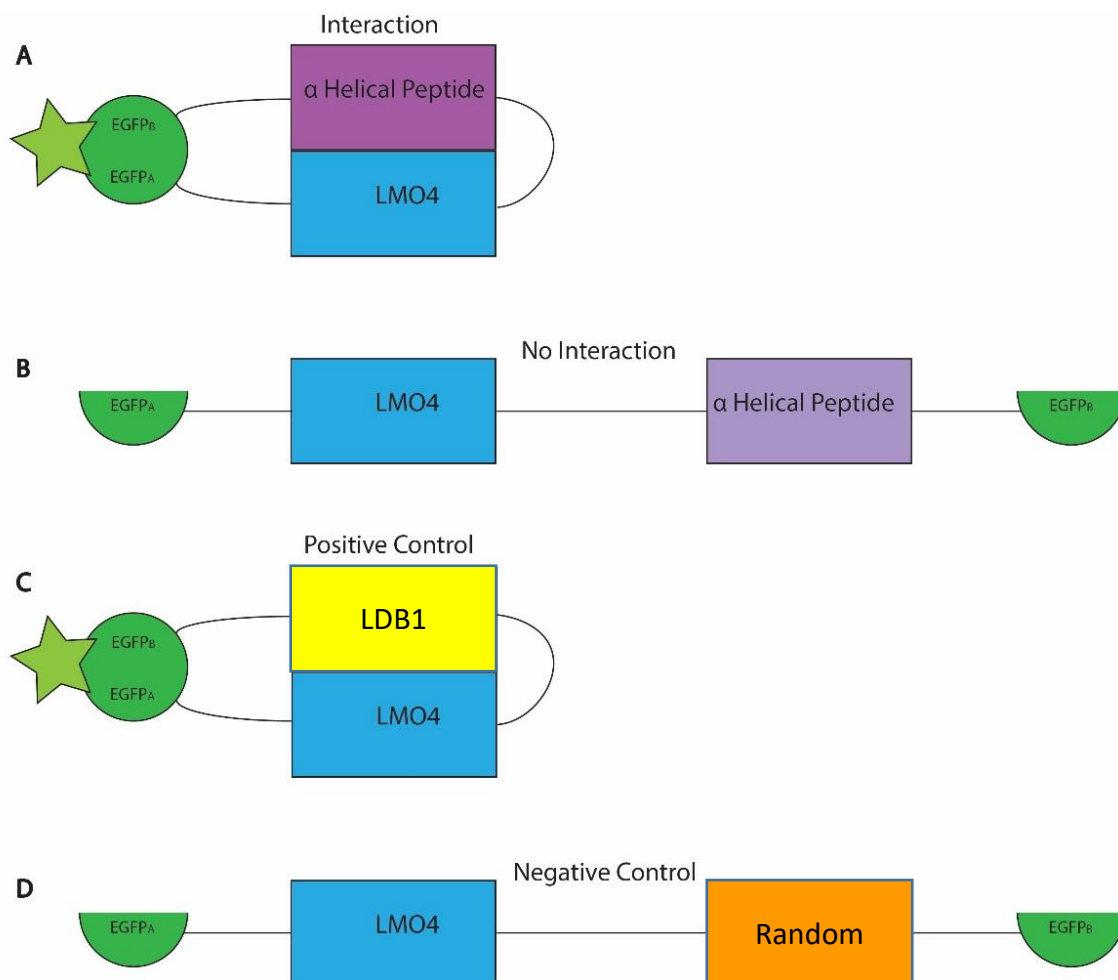 Interaction
A
α Helical Peptide
EGFPB
EGFPA
LMO4
No Interaction
B
EGFPA
LMO4
α Helical Peptide
EGFPB
Positive Control
C
LDB1
EGFPB
EGFPA
LMO4
Negative Control
D
EGFPA
LMO4
Random
EGFPB